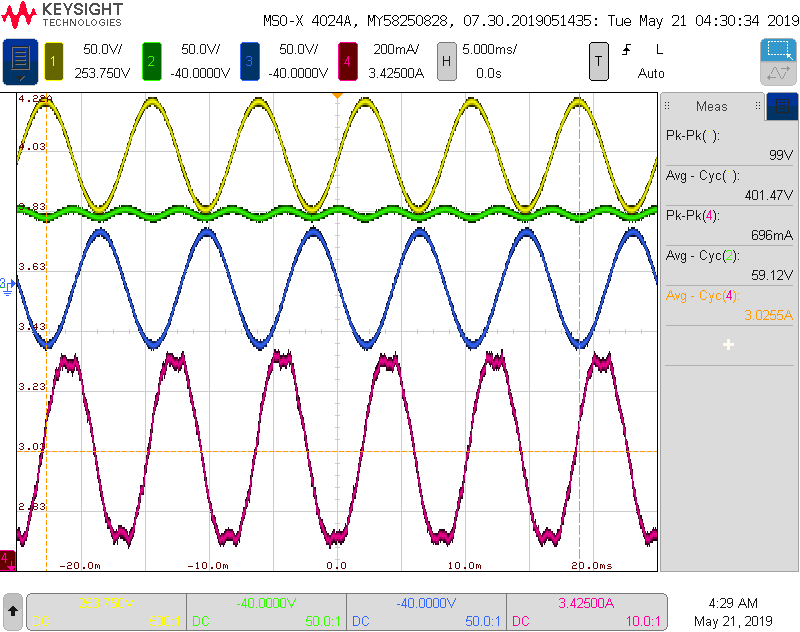 KEYSIGHT
TECHNOLOGIES
MSO-X 4024A, MY58250828, 07.30.2019051435: Tue May 21 04:30:34 2019
1 50.0V/ 2 50.0V/ 3 50.0V/ 4 200mA/ H 5.000ms/ T L
253.750V -40.0000V -40.0000V 3.42500A 0.0s Auto
4.23
4.03
3.83
3.63
3.43
3.23
3.03
2.83
3
4
-20.0m -10.0m 0.0 10.0m 20.0ms
Meas
Pk-Pk( ):
99V
Avg - Cyc( ):
401.47V
Pk-Pk(4):
696mA
Avg - Cyc(2):
59.12V
Avg - Cyc(4):
3.0255A
253.750V -40.0000V -40.0000V 3.42500A
DC DC 50.0:1 DC 50.0:1 DC 10.0:1
4:29 AM
May 21, 2019